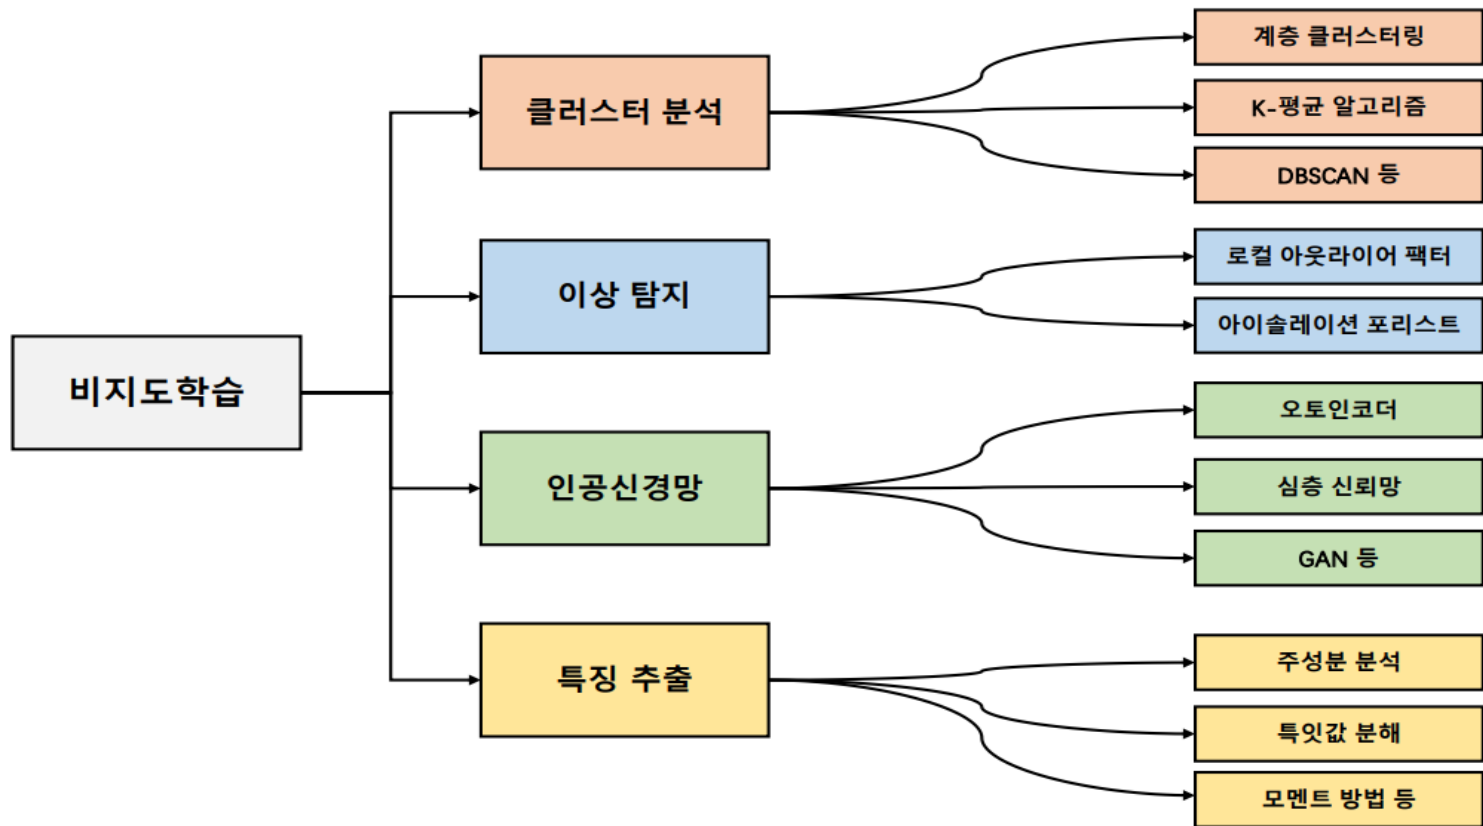 비지도학습
클러스터 분석
계층 클러스터링
K-평균 알고리즘
DBSCAN 등
이상 탐지
로컬 아웃라이어 팩터
아이솔레이션 포리스트
인공신경망
오토인코더
심층 신뢰망
GAN 등
특징 추출
주성분 분석
특잇값 분해
모멘트 방법 등